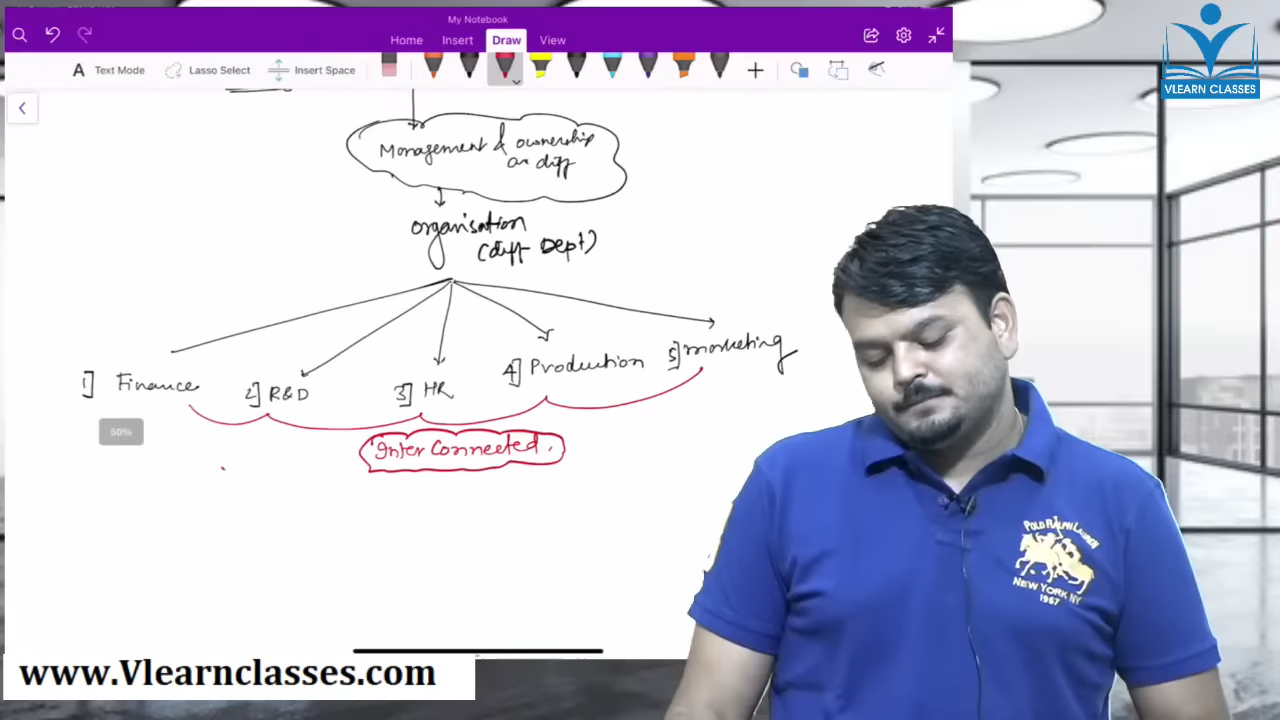 My Notebook
Home Insert Draw View
Text Mode Lasso Select Insert Space
VLEARN CLASSES
Management & ownership
are diff
organisation
(diff Dept)
1] Finance 2] R&D 3] HR 4] Production 5] marketing
60%
Inter Connected.
POLO RALPH LAUREN
NEW YORK NY
1967
www.Vlearnclasses.com